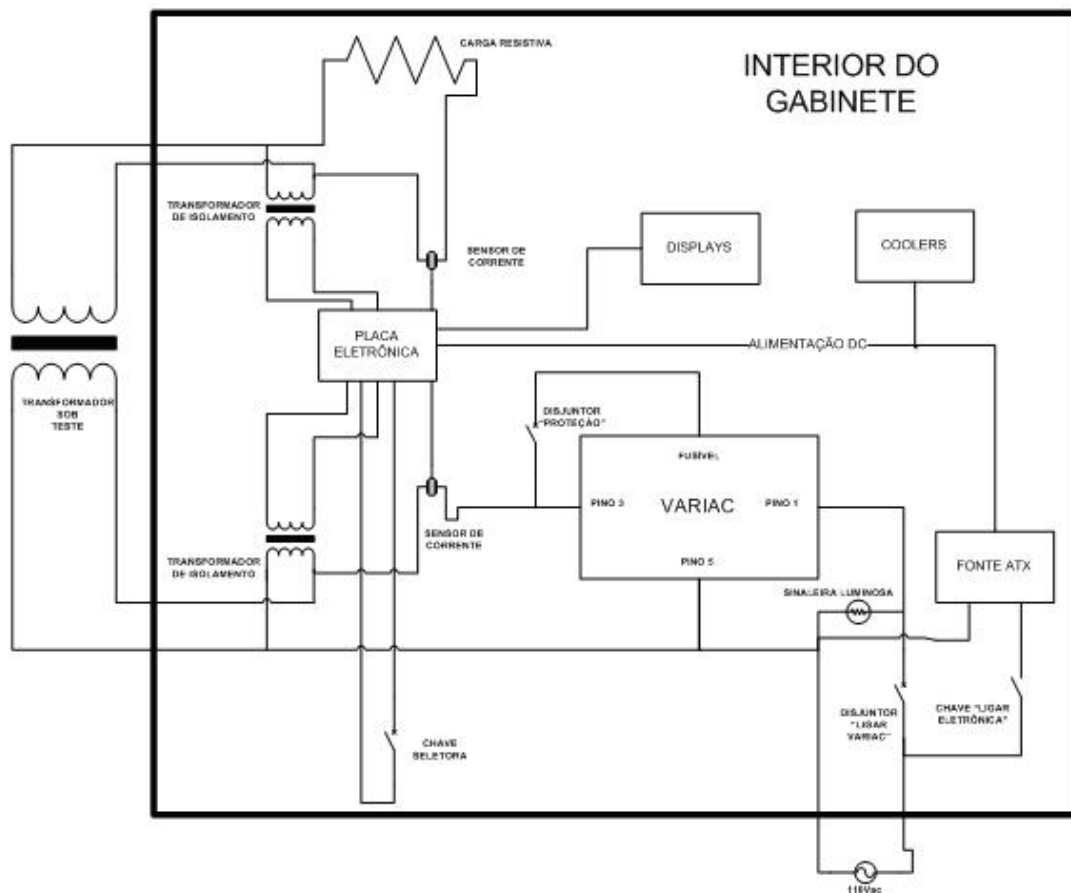 CARGA RESISTIVA
INTERIOR DO
GABINETE
TRANSFORMADOR
DE ISOLAMENTO
SENSOR DE
CORRENTE
DISPLAYS
COOLERS
PLACA
ELETRÔNICA
ALIMENTAÇÃO DC
TRANSFORMADOR
SOB
TESTE
DISJUNTOR
"PROTEÇÃO"
FUSÍVEL
PINO 3
VARIAC
PINO 1
PINO 5
SENSOR DE
CORRENTE
TRANSFORMADOR
DE ISOLAMENTO
FONTE ATX
SINALEIRA LUMINOSA
DISJUNTOR
"LIGAR
VARIAC"
CHAVE "LIGAR
ELETRÔNICA"
CHAVE
SELETORA
110Vac